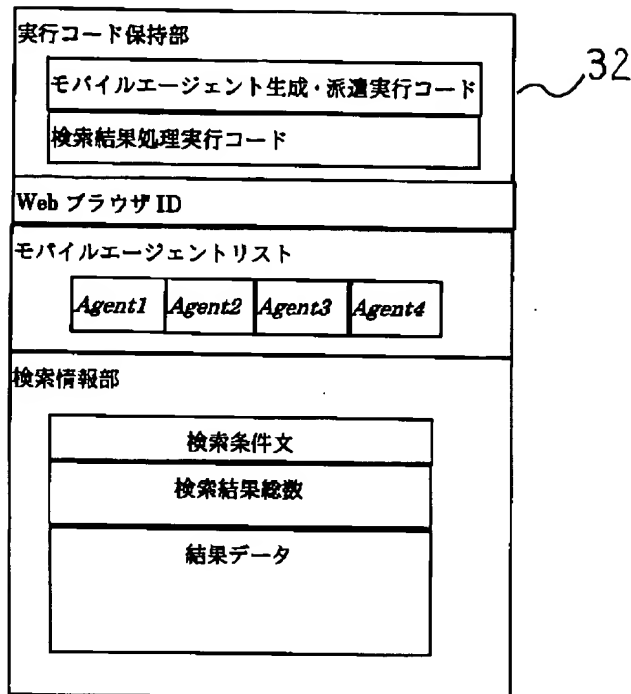 実行コード保持部
32
モバイルエージェント生成・派遣実行コード
検索結果処理実行コード
Web ブラウザ ID
モバイルエージェントリスト
Agent1 Agent2 Agent3 Agent4
検索情報部
検索条件文
検索結果総数
結果データ